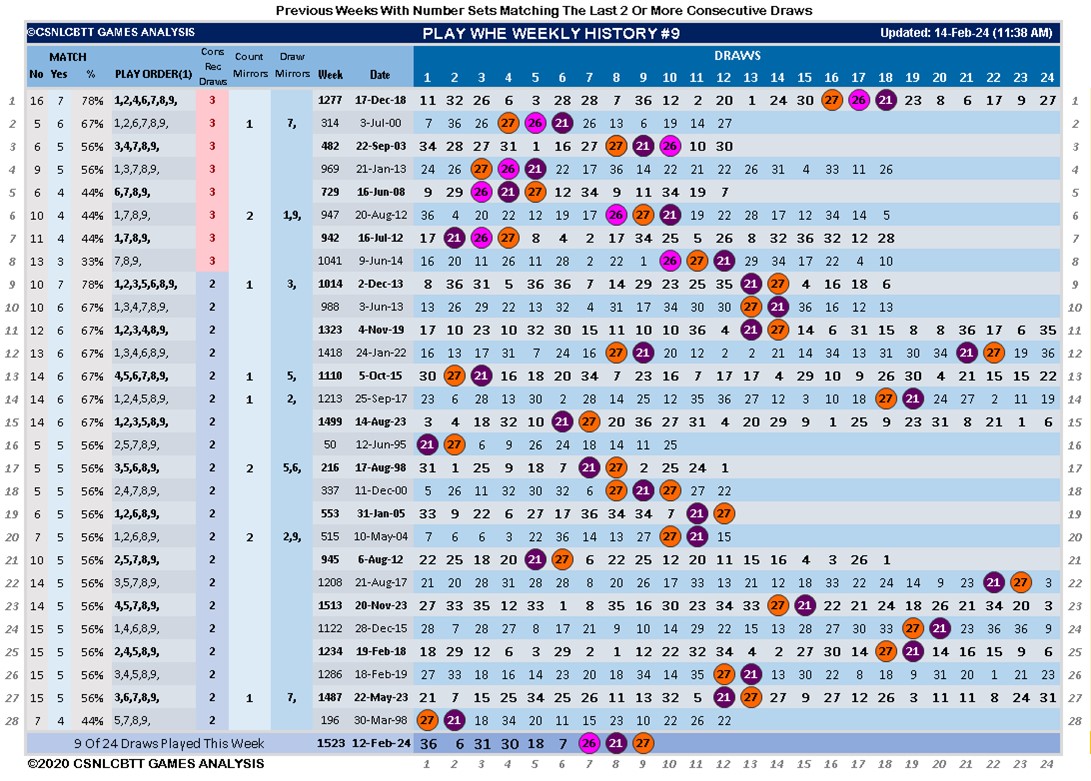 Previous Weeks With Number Sets Matching The Last 2 Or More Consecutive Draws
©CSNLCBTT GAMES ANALYSIS PLAY WHE WEEKLY HISTORY #9 Updated: 14-Feb-24 (11:38 AM)
MATCH Cons Rec Draws Count Mirrors Draw Mirrors DRAWS
No Yes % PLAY ORDER(1) Week Date 1 2 3 4 5 6 7 8 9 10 11 12 13 14 15 16 17 18 19 20 21 22 23 24
1 16 7 78% 1,2,4,6,7,8,9, 3 1277 17-Dec-18 11 32 26 6 3 28 28 7 36 12 2 20 1 24 30 16 27 26 21 23 8 6 17 9 27 1
2 5 6 67% 1,2,6,7,8,9, 3 1 7, 314 3-Jul-00 7 36 26 27 26 21 26 13 6 19 14 27 2
3 6 5 56% 3,4,7,8,9, 3 482 22-Sep-03 34 28 27 31 1 16 27 27 21 26 10 30 3
4 9 5 56% 1,3,7,8,9, 3 969 21-Jan-13 24 26 27 26 21 22 17 36 14 22 21 22 26 31 4 33 11 26 4
5 6 4 44% 6,7,8,9, 3 729 16-Jun-08 9 29 26 21 27 12 34 9 11 34 19 7 5
6 10 4 44% 1,7,8,9, 3 2 1,9, 947 20-Aug-12 36 4 20 22 12 19 17 26 27 21 19 22 28 17 12 34 14 5 6
7 11 4 44% 1,7,8,9, 3 942 16-Jul-12 17 21 26 27 8 4 2 17 34 25 5 26 8 32 16 32 12 28 7
8 13 3 33% 7,8,9, 3 1041 9-Jun-14 16 20 11 26 11 28 2 22 1 26 27 21 29 34 17 22 4 10 8
9 10 7 78% 1,2,3,5,6,8,9, 2 1 3, 1014 2-Dec-13 8 36 31 5 36 36 7 14 29 23 25 35 21 27 4 16 18 6 9
10 10 6 67% 1,3,4,7,8,9, 2 988 3-Jun-13 13 26 29 22 13 32 4 31 17 34 30 30 27 21 36 16 12 13 10
11 12 6 67% 1,2,3,4,8,9, 2 1323 4-Nov-19 17 10 23 10 32 30 15 11 10 10 36 4 21 27 14 6 31 15 8 8 36 17 6 35 11
12 13 6 67% 1,3,4,6,8,9, 2 1418 24-Jan-22 16 13 17 31 7 24 16 27 21 20 12 2 2 21 14 34 13 31 30 34 21 27 19 36 12
13 14 6 67% 4,5,6,7,8,9, 2 1 5, 1110 5-Oct-15 30 27 21 16 18 20 34 7 23 16 7 17 17 4 29 10 9 26 30 4 21 15 15 22 13
14 14 6 67% 1,2,4,5,8,9, 2 1 2, 1213 25-Sep-17 23 6 28 13 30 2 28 14 25 12 35 36 27 12 3 10 18 27 21 24 27 2 11 19 14
15 14 6 67% 1,2,3,5,8,9, 2 1499 14-Aug-23 3 4 18 32 10 21 27 20 36 27 31 4 20 29 9 1 25 9 23 31 8 21 1 6 15
16 5 5 56% 2,5,7,8,9, 2 50 12-Jun-95 21 27 6 9 26 24 18 14 11 25 16
17 5 5 56% 3,5,6,8,9, 2 2 5,6, 216 17-Aug-98 31 1 25 9 18 7 21 27 2 25 24 1 17
18 5 5 56% 2,4,7,8,9, 2 337 11-Dec-00 5 26 11 32 30 32 6 27 21 27 27 22 18
19 6 5 56% 1,2,6,8,9, 2 553 31-Jan-05 33 9 22 6 27 17 36 34 34 7 21 27 19
20 7 5 56% 1,2,6,8,9, 2 2 2,9, 515 10-May-04 7 6 6 3 22 36 14 13 27 27 21 15 20
21 10 5 56% 2,5,7,8,9, 2 945 6-Aug-12 22 25 18 20 21 27 6 22 25 12 20 11 15 16 4 3 26 1 21
22 14 5 56% 3,5,7,8,9, 2 1208 21-Aug-17 21 20 28 31 28 28 8 20 26 17 33 13 21 12 18 33 22 24 14 9 23 21 27 3 22
23 14 5 56% 4,5,7,8,9, 2 1513 20-Nov-23 27 33 35 12 33 1 8 35 16 30 23 34 33 27 21 22 21 24 18 26 21 34 20 3 23
24 15 5 56% 1,4,6,8,9, 2 1122 28-Dec-15 28 7 28 27 8 17 21 9 10 14 29 22 15 13 28 27 30 33 27 21 23 36 36 9 24
25 15 5 56% 2,4,5,8,9, 2 1234 19-Feb-18 18 29 12 6 3 29 2 1 12 22 32 34 4 2 27 30 14 27 21 14 16 15 9 6 25
26 15 5 56% 3,4,5,8,9, 2 1286 18-Feb-19 27 33 18 16 14 23 20 18 34 14 35 27 21 13 30 22 8 18 9 31 20 1 21 23 26
27 15 5 56% 3,6,7,8,9, 2 1 7, 1487 22-May-23 21 7 15 25 34 25 26 11 13 32 5 21 27 27 9 27 12 26 3 11 11 8 24 31 27
28 7 4 44% 5,7,8,9, 2 196 30-Mar-98 27 21 18 34 20 11 15 23 10 22 26 22 28
9 Of 24 Draws Played This Week 1523 12-Feb-24 36 6 31 30 18 7 26 21 27
©2020 CSNLCBTT GAMES ANALYSIS 1 2 3 4 5 6 7 8 9 10 11 12 13 14 15 16 17 18 19 20 21 22 23 24